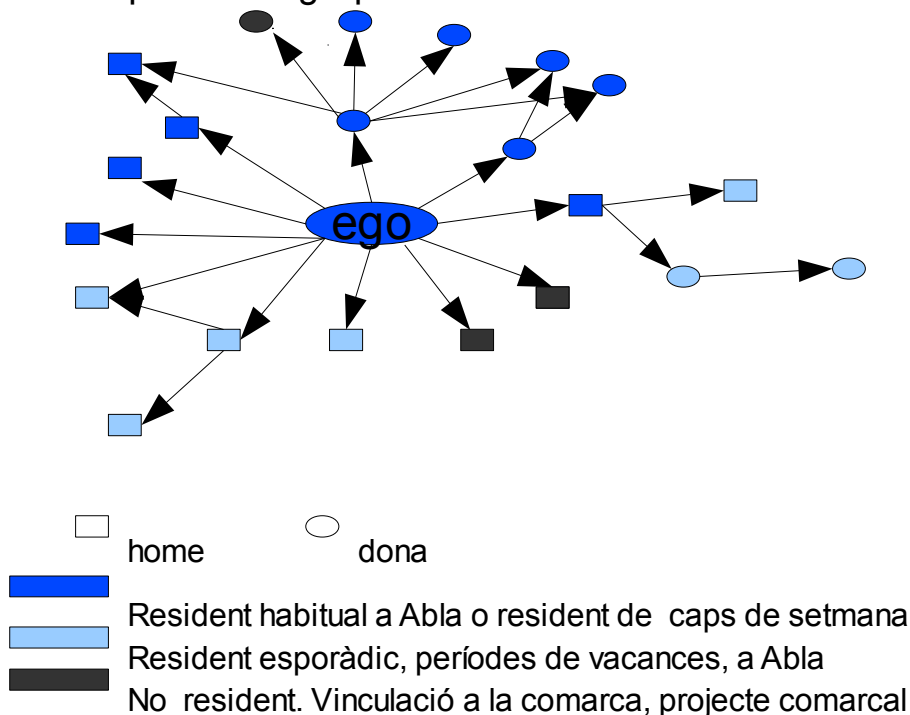 ego
home
dona
Resident habitual a Abla o resident de caps de setmana
Resident esporàdic, períodes de vacances, a Abla
No resident. Vinculació a la comarca, projecte comarcal